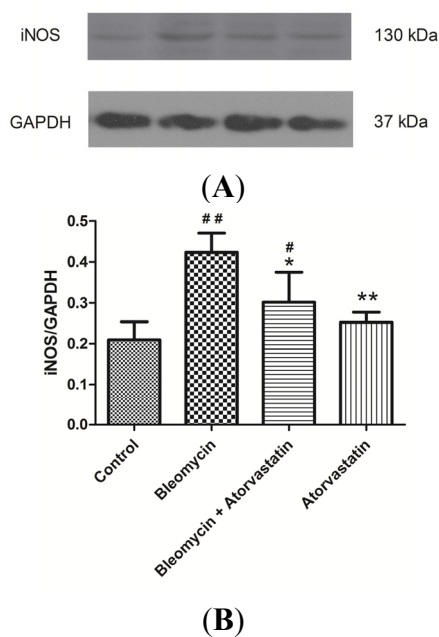 iNOS 130 kDa
GAPDH 37 kDa
(A)
iNOS/GAPDH
0.5
0.4
0.3
0.2
0.1
0.0
# #
#
*
**
Control
Bleomycin
Bleomycin + Atorvastatin
Atorvastatin
(B)